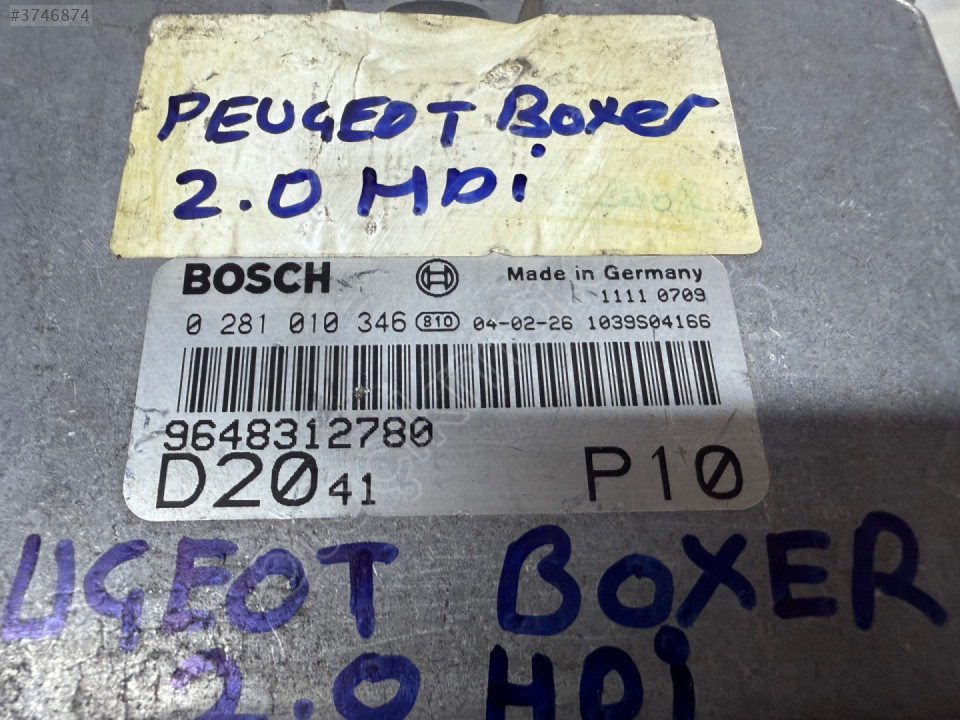 #3746874
PEUGEOT Boxer
2.0 HDi
BOSCH Made in Germany
1111 0709
0 281 010 346 810 04-02-26 1039S04166
9648312780
D20 41 P10
UGEOT BOXER
2.0 HDi